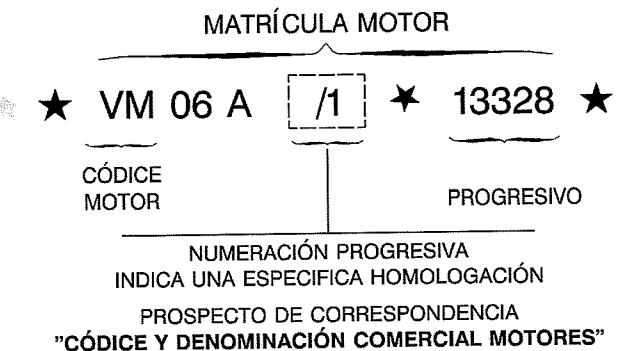 MATRÍCULA MOTOR
★ VM 06 A /1 ★ 13328 ★
CÓDICE
MOTOR
PROGRESIVO
NUMERACIÓN PROGRESIVA
INDICA UNA ESPECIFICA HOMOLOGACIÓN
PROSPECTO DE CORRESPONDENCIA
"CÓDICE Y DENOMINACIÓN COMERCIAL MOTORES"